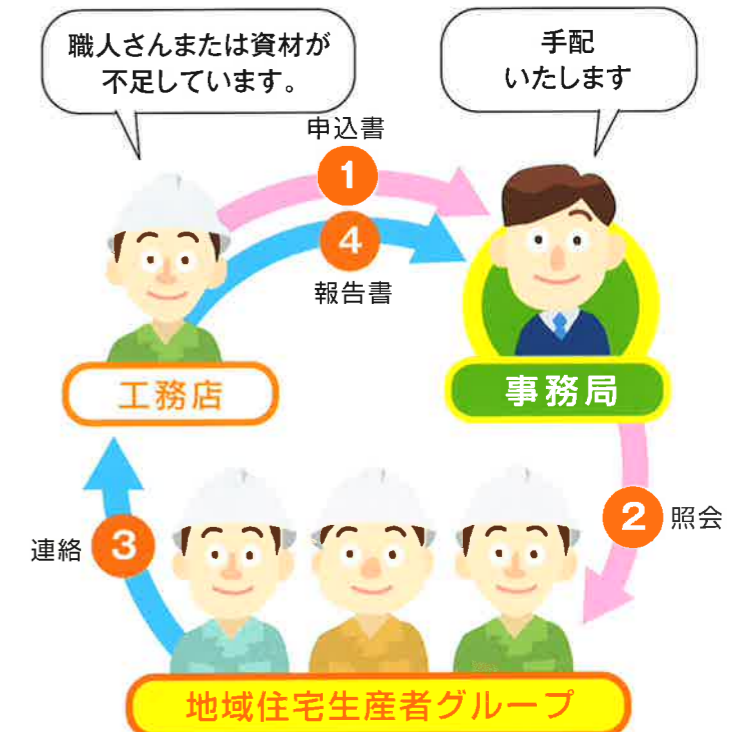 職人さんまたは資材が
不足しています。
手配
いたします
申込書
1
4
報告書
工務店
事務局
2
照会
連絡
3
地域住宅生産者グループ